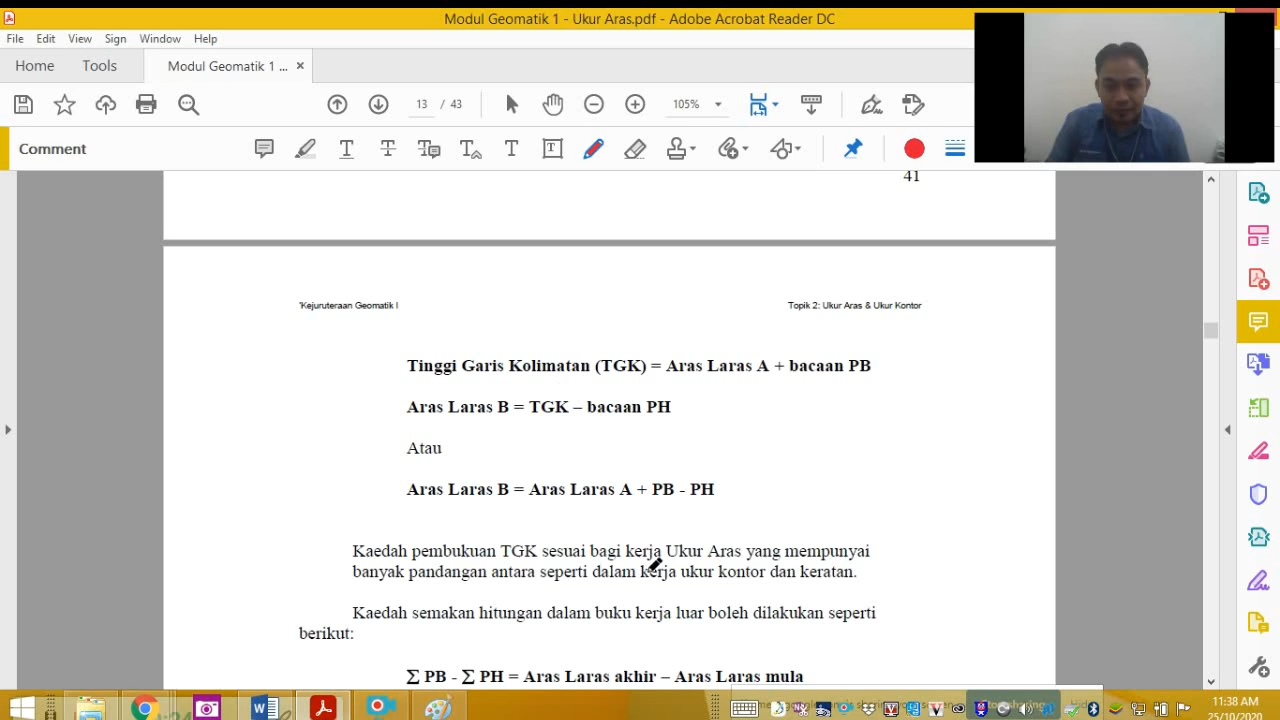 Modul Geomatik 1 - Ukur Aras.pdf - Adobe Acrobat Reader DC
File Edit View Sign Window Help
Home Tools Modul Geomatik 1 ... ×
13 / 43 105%
Comment
41
'Kejuruteraan Geomatik I Topik 2: Ukur Aras & Ukur Kontor
Tinggi Garis Kolimatan (TGK) = Aras Laras A + bacaan PB
Aras Laras B = TGK – bacaan PH
Atau
Aras Laras B = Aras Laras A + PB - PH
Kaedah pembukuan TGK sesuai bagi kerja Ukur Aras yang mempunyai
banyak pandangan antara seperti dalam kerja ukur kontor dan keratan.
Kaedah semakan hitungan dalam buku kerja luar boleh dilakukan seperti
berikut:
∑ PB - ∑ PH = Aras Laras akhir – Aras Laras mula
11:38 AM
25/10/2020